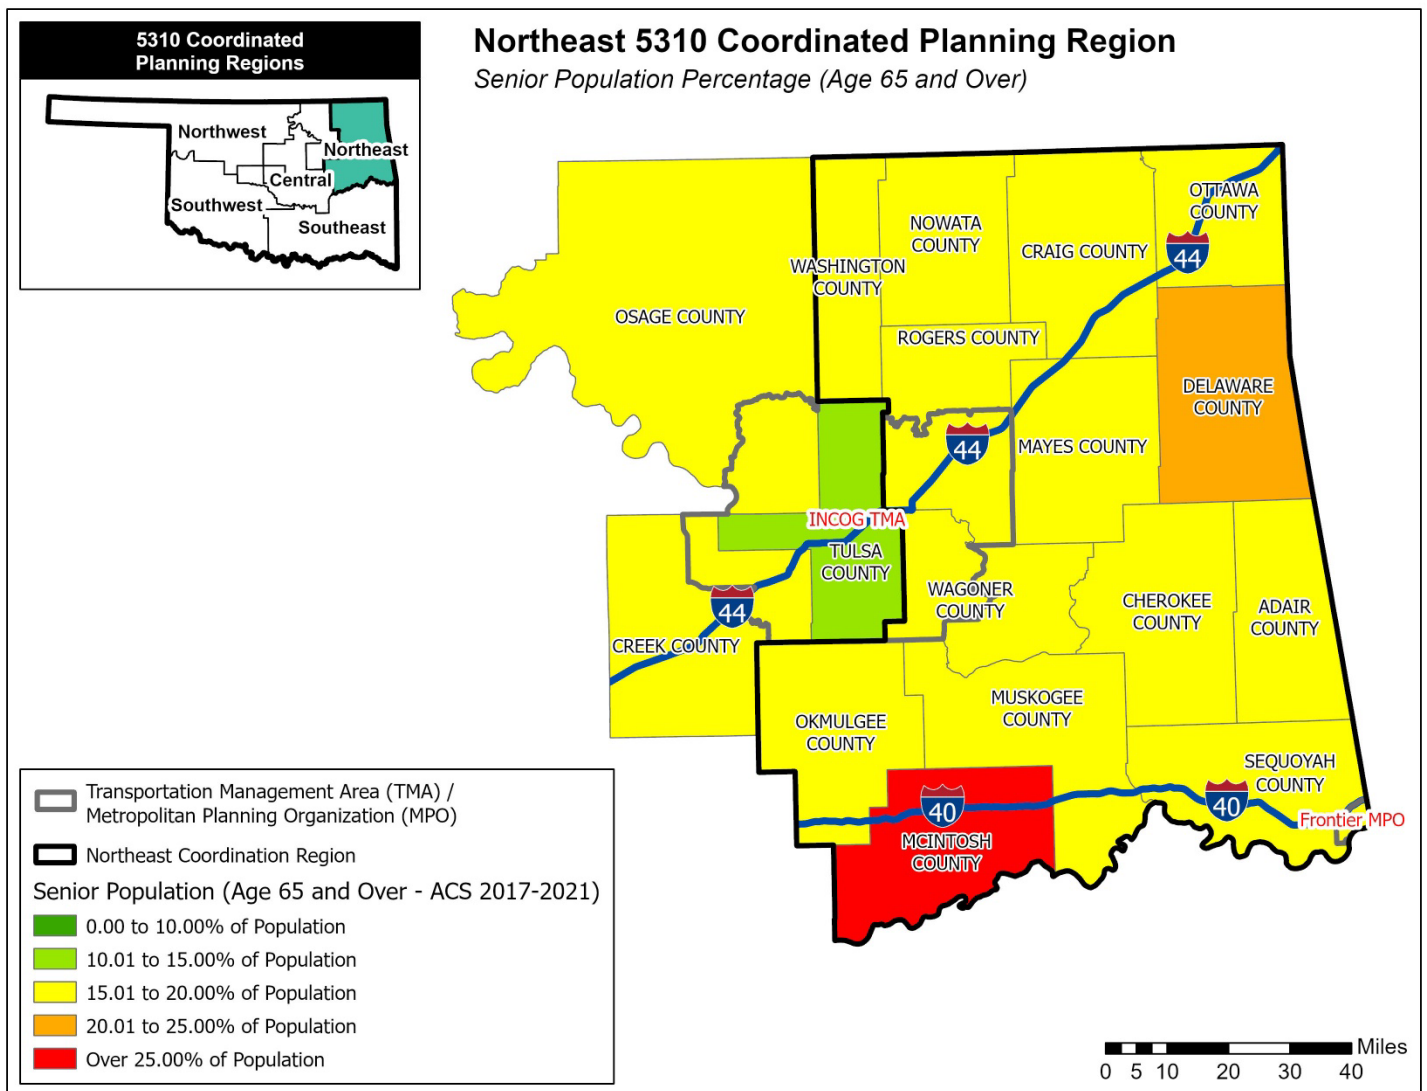 5310 Coordinated
Planning Regions
Northwest
Northeast
Central
Southwest
Southeast
Northeast 5310 Coordinated Planning Region
Senior Population Percentage (Age 65 and Over)
OTTAWA
COUNTY
NOWATA
COUNTY
CRAIG COUNTY
44
WASHINGTON
COUNTY
OSAGE COUNTY
ROGERS COUNTY
DELAWARE
COUNTY
44
MAYES COUNTY
INCOG TMA
TULSA
COUNTY
WAGONER
COUNTY
CHEROKEE
COUNTY
ADAIR
COUNTY
44
CREEK COUNTY
MUSKOGEE
COUNTY
OKMULGEE
COUNTY
SEQUOYAH
COUNTY
40
40
Frontier MPO
MCINTOSH
COUNTY
Transportation Management Area (TMA) /
Metropolitan Planning Organization (MPO)
Northeast Coordination Region
Senior Population (Age 65 and Over - ACS 2017-2021)
0.00 to 10.00% of Population
10.01 to 15.00% of Population
15.01 to 20.00% of Population
20.01 to 25.00% of Population
Over 25.00% of Population
Miles
0 5 10 20 30 40